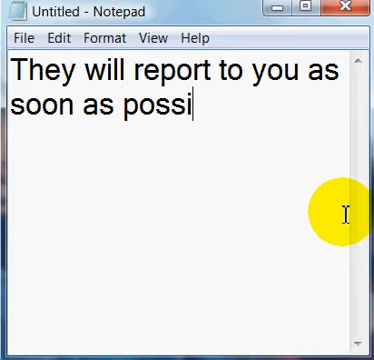 Untitled - Notepad
File Edit Format View Help
They will report to you as
soon as possi